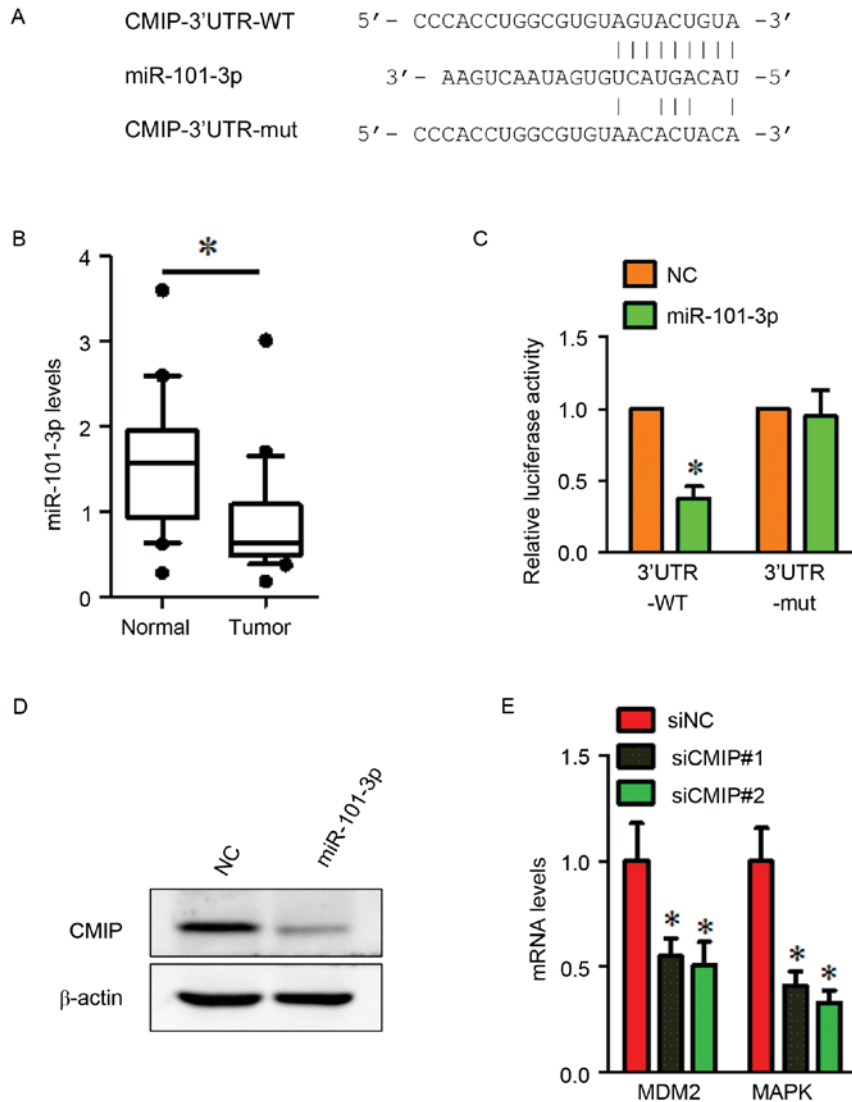 A
CMIP-3'UTR-WT 5'- CCCACCUGGCGUGUAGUACUGUA -3'
miR-101-3p 3'- AAGUCAAUAGUGUCAUGACAU -5'
CMIP-3'UTR-mut 5'- CCCACCUGGCGUGUAACACUACA -3'
B
*
4
3
2
1
0
miR-101-3p levels
Normal Tumor
C
NC
miR-101-3p
Relative luciferase activity
1.5
1.0
0.5
0.0
*
3'UTR 3'UTR
-WT -mut
D
NC miR-101-3p
CMIP
β-actin
E
siNC
siCMIP#1
siCMIP#2
mRNA levels
1.5
1.0
0.5
0.0
* * * *
MDM2 MAPK